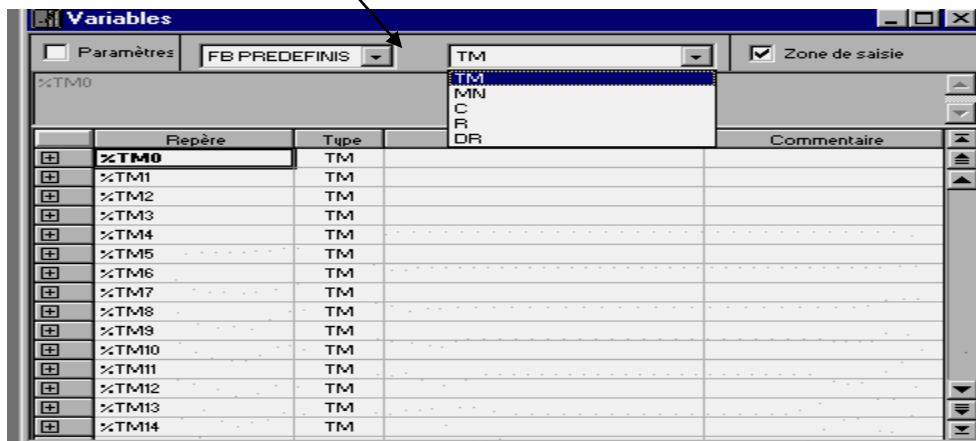 Variables
Paramètres FB PREDEFINIS TM Zone de saisie
%TM0
TM
MN
C
R
DR
Repère Type Commentaire
%TM0 TM
%TM1 TM
%TM2 TM
%TM3 TM
%TM4 TM
%TM5 TM
%TM6 TM
%TM7 TM
%TM8 TM
%TM9 TM
%TM10 TM
%TM11 TM
%TM12 TM
%TM13 TM
%TM14 TM